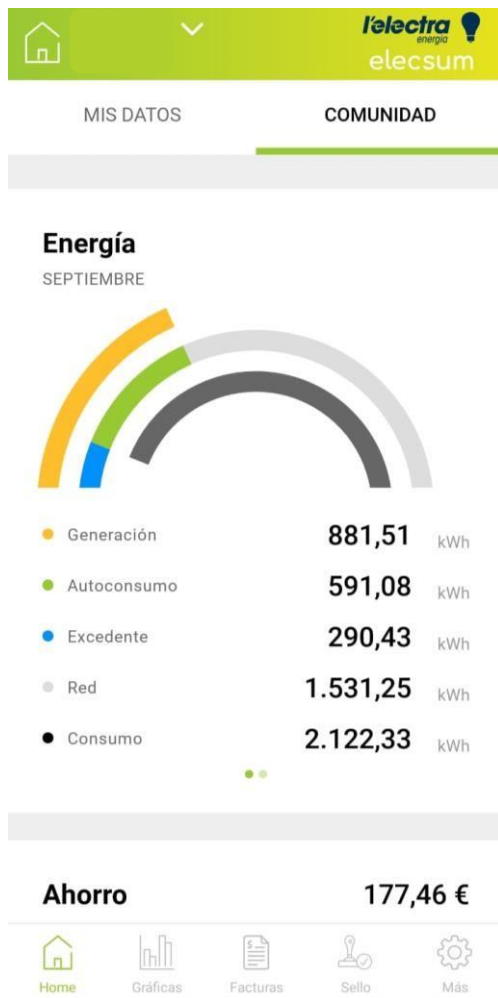 l'electra
energia
elecsum
MIS DATOS COMUNIDAD
Energía
SEPTIEMBRE
Generación 881,51 kWh
Autoconsumo 591,08 kWh
Excedente 290,43 kWh
Red 1.531,25 kWh
Consumo 2.122,33 kWh
Ahorro 177,46 €
Home Gráficas Facturas Sello Más